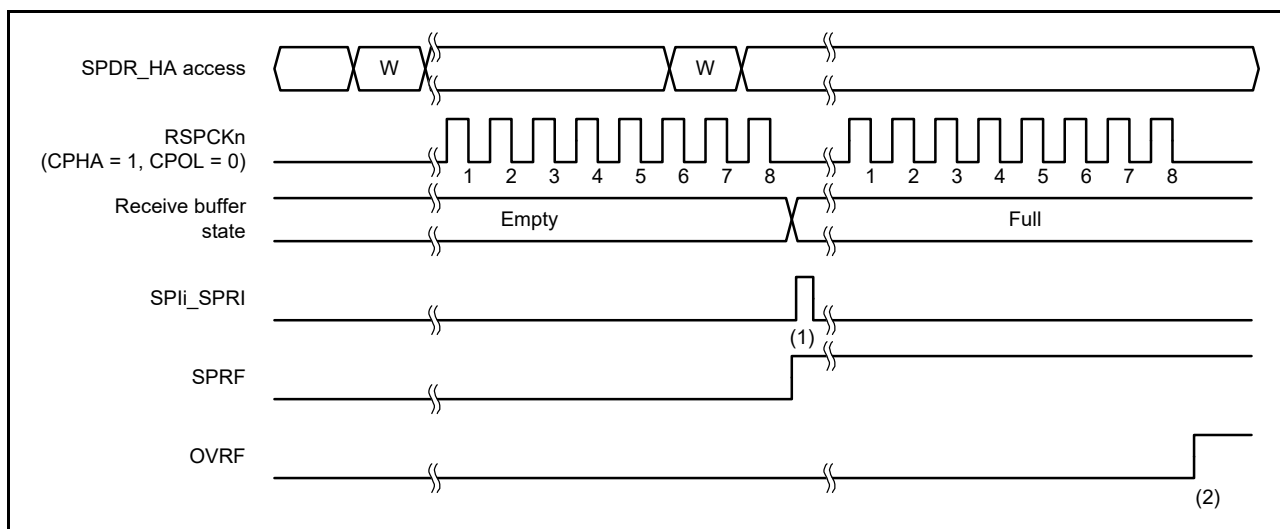 SPDR_HA access
W
W
RSPCKn
(CPHA = 1, CPOL = 0)
1 2 3 4 5 6 7 8
1 2 3 4 5 6 7 8
Receive buffer
state
Empty
Full
SPIi_SPRI
(1)
SPRF
OVRF
(2)